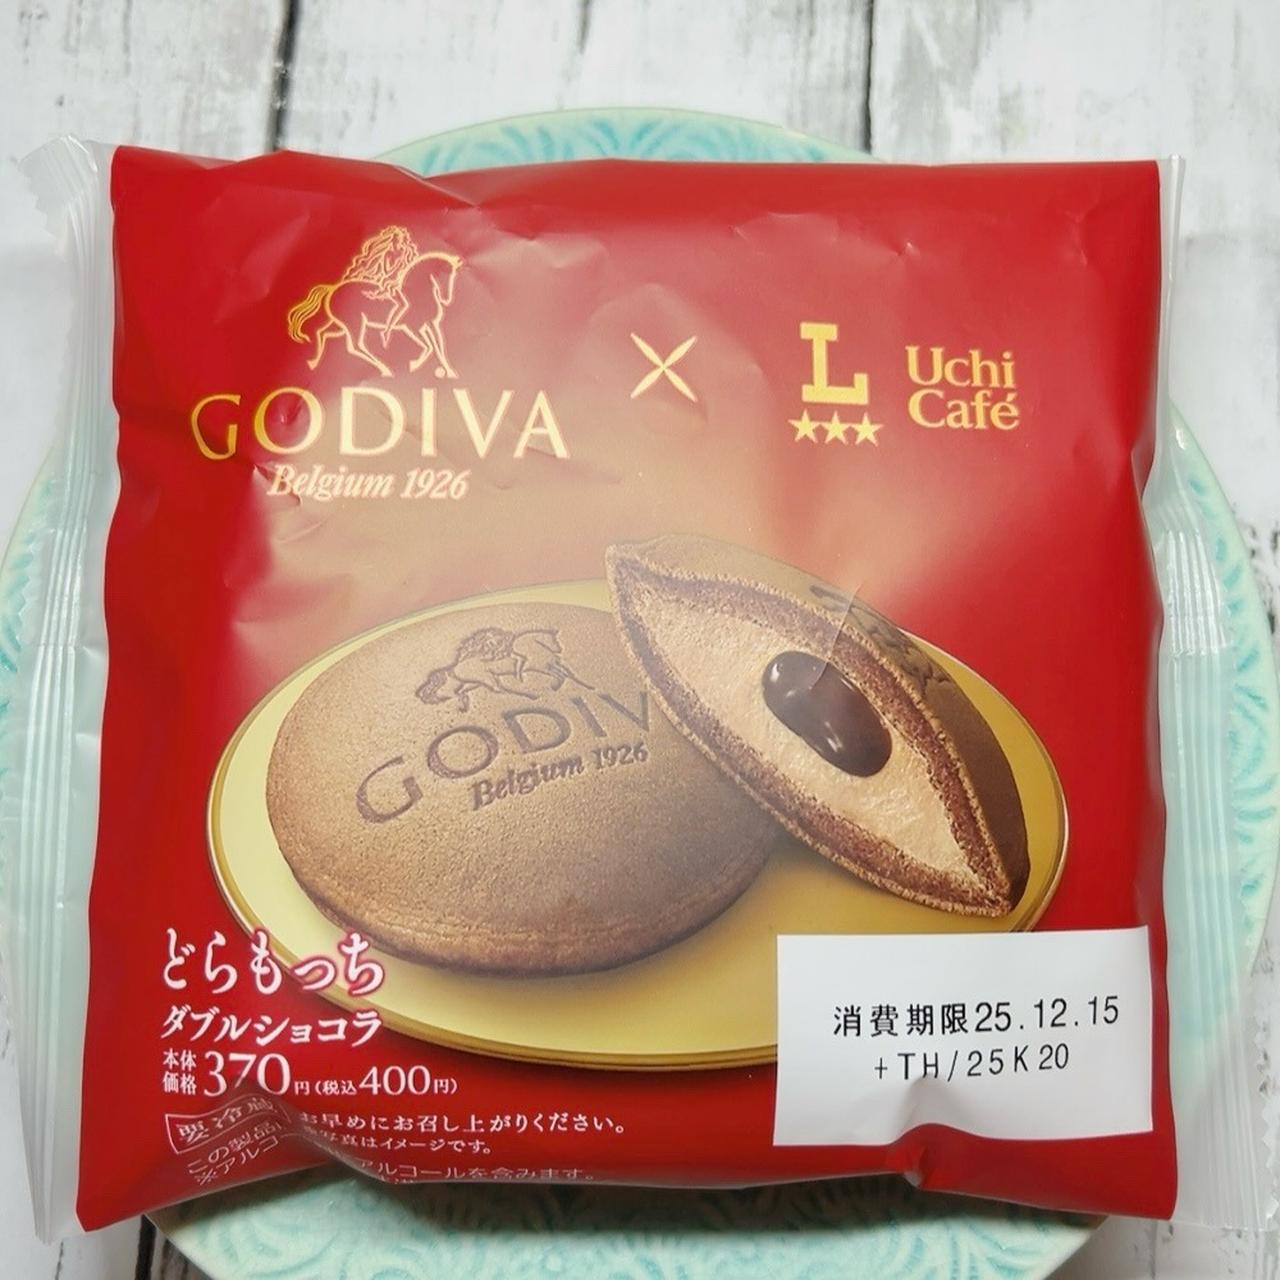 GODIVA
Belgium 1926
×
L
★★★
Uchi
Café
GODIV
Belgium 1926
どらもっち
ダブルショコラ
本体
価格370円(税込400円)
消費期限25.12.15
+TH/25K20
要冷蔵 お早めにお召し上がりください。
写真はイメージです。
この製品
アルコールを含みます。
※アルコ